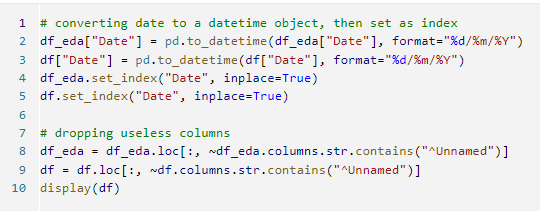 1 # converting date to a datetime object, then set as index
2 df_eda["Date"] = pd.to_datetime(df_eda["Date"], format="%d/%m/%Y")
3 df["Date"] = pd.to_datetime(df["Date"], format="%d/%m/%Y")
4 df_eda.set_index("Date", inplace=True)
5 df.set_index("Date", inplace=True)
6
7 # dropping useless columns
8 df_eda = df_eda.loc[:, ~df_eda.columns.str.contains("^Unnamed")]
9 df = df.loc[:, ~df.columns.str.contains("^Unnamed")]
10 display(df)